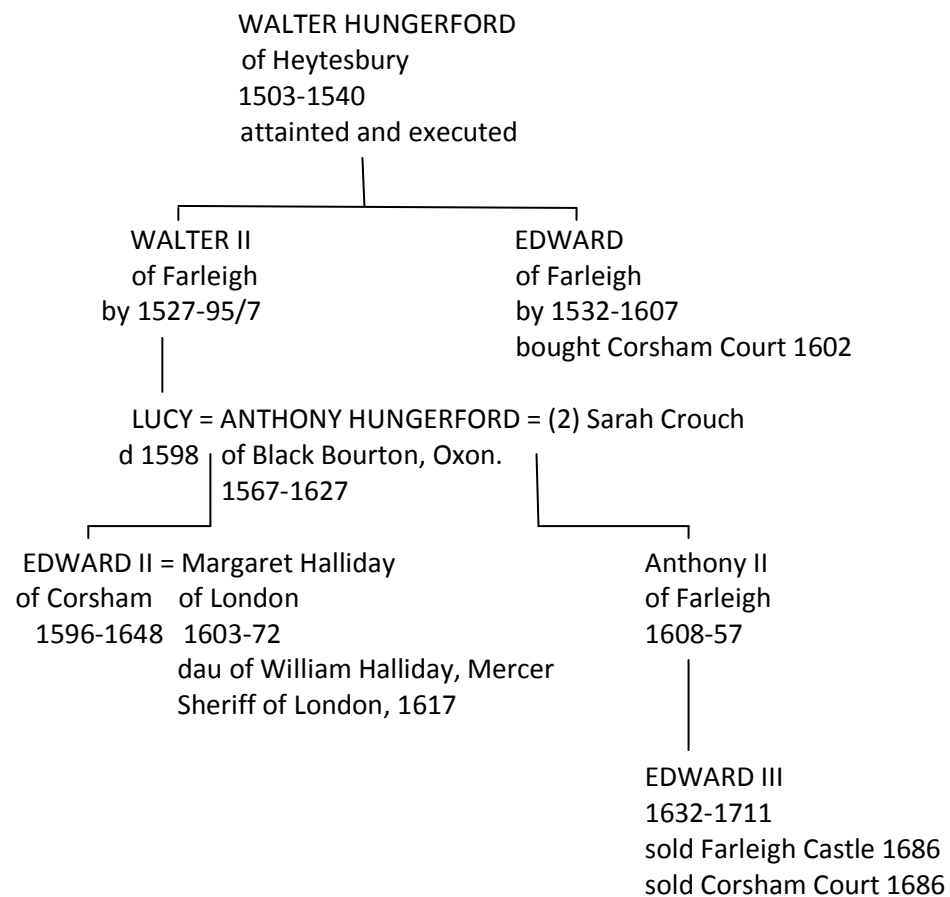 WALTER HUNGERFORD
of Heytesbury
1503-1540
attainted and executed
WALTER II
of Farleigh
by 1527-95/7
EDWARD
of Farleigh
by 1532-1607
bought Corsham Court 1602
LUCY = ANTHONY HUNGERFORD = (2) Sarah Crouch
d 1598 of Black Bourton, Oxon.
1567-1627
EDWARD II = Margaret Halliday
of Corsham of London
1596-1648 1603-72
dau of William Halliday, Mercer
Sheriff of London, 1617
Anthony II
of Farleigh
1608-57
EDWARD III
1632-1711
sold Farleigh Castle 1686
sold Corsham Court 1686